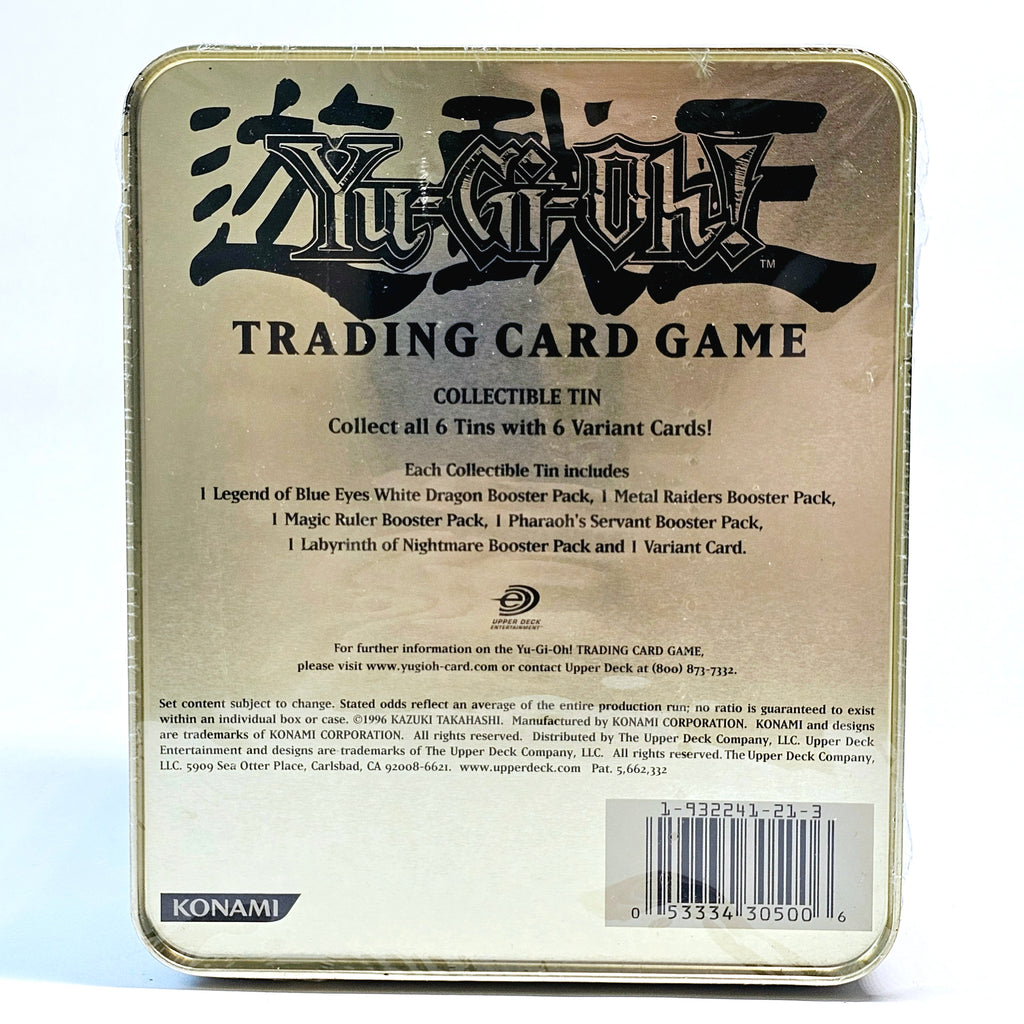 遊戯王
Yu-Gi-Oh!
TM
TRADING CARD GAME
COLLECTIBLE TIN
Collect all 6 Tins with 6 Variant Cards!
Each Collectible Tin includes
1 Legend of Blue Eyes White Dragon Booster Pack, 1 Metal Raiders Booster Pack,
1 Magic Ruler Booster Pack, 1 Pharaoh's Servant Booster Pack,
1 Labyrinth of Nightmare Booster Pack and 1 Variant Card.
UPPER DECK
ENTERTAINMENT™
For further information on the Yu-Gi-Oh! TRADING CARD GAME,
please visit www.yugioh-card.com or contact Upper Deck at (800) 873-7332.
Set content subject to change. Stated odds reflect an average of the entire production run; no ratio is guaranteed to exist
within an individual box or case. ©1996 KAZUKI TAKAHASHI. Manufactured by KONAMI CORPORATION. KONAMI and designs
are trademarks of KONAMI CORPORATION. All rights reserved. Distributed by The Upper Deck Company, LLC. Upper Deck
Entertainment and designs are trademarks of The Upper Deck Company, LLC. All rights reserved. The Upper Deck Company,
LLC. 5909 Sea Otter Place, Carlsbad, CA 92008-6621. www.upperdeck.com Pat. 5,662,332
1-932241-21-3
0 53334 30500 6
KONAMI